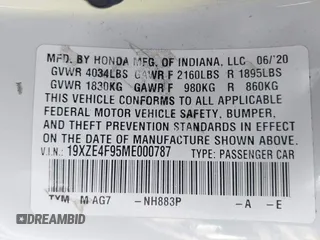 MFD. BY HONDA MFG. OF INDIANA, LLC 06/'20
GVWR 4034LBS GAWR F 2160LBS R 1895LBS
GVWR 1830KG GAWR F 980KG R 860KG
THIS VEHICLE CONFORMS TO ALL APPLICABLE
FEDERAL MOTOR VEHICLE SAFETY, BUMPER,
AND THEFT PREVENTION STANDARDS IN EFFECT
ON THE DATE OF MANUFACTURE SHOWN ABOVE.
V.I.N.: 19XZE4F95ME000787 TYPE: PASSENGER CAR
TXM M AG7 -NH883P -A -E
DREAMBID